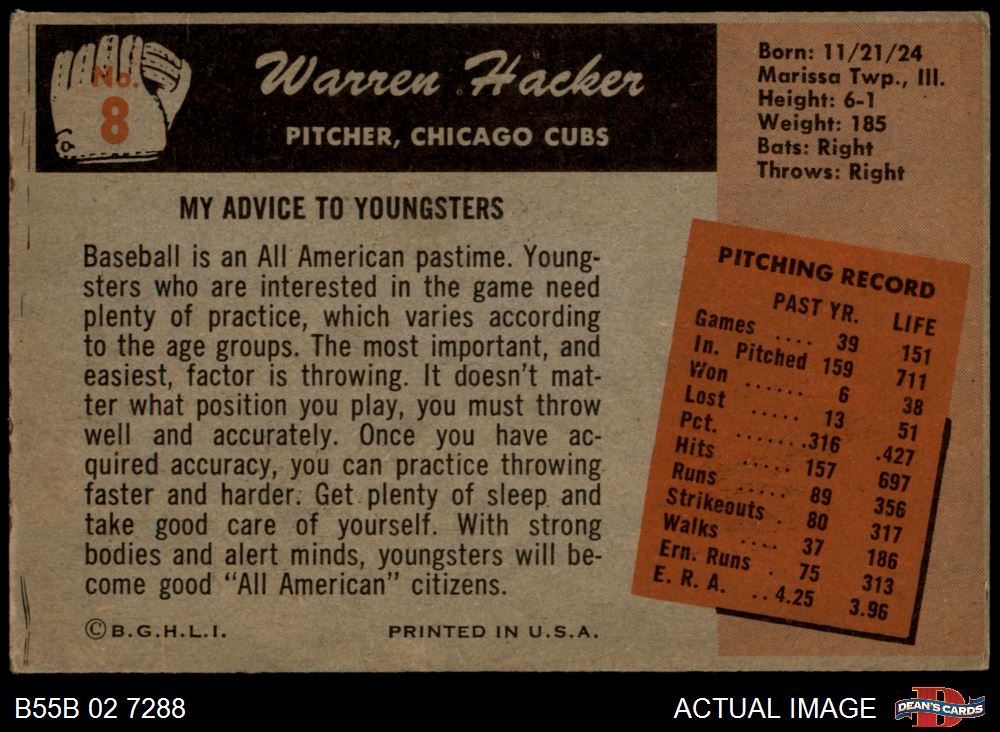 No.
8
Warren Hacker
PITCHER, CHICAGO CUBS
Born: 11/21/24
Marissa Twp., Ill.
Height: 6-1
Weight: 185
Bats: Right
Throws: Right
MY ADVICE TO YOUNGSTERS
Baseball is an All American pastime. Young-
sters who are interested in the game need
plenty of practice, which varies according
to the age groups. The most important, and
easiest, factor is throwing. It doesn't mat-
ter what position you play, you must throw
well and accurately. Once you have ac-
quired accuracy, you can practice throwing
faster and harder. Get plenty of sleep and
take good care of yourself. With strong
bodies and alert minds, youngsters will be-
come good "All American" citizens.
©B.G.H.L.I. PRINTED IN U.S.A.
PITCHING RECORD
PAST YR. LIFE
Games .... 39 151
In. Pitched 159 711
Won ...... 6 38
Lost ..... 13 51
Pct. ....... .316 .427
Hits ..... 157 697
Runs ..... 89 356
Strikeouts . 80 317
Walks .... 37 186
Ern. Runs . 75 313
E. R. A. .. 4.25 3.96
B55B 02 7288 ACTUAL IMAGE
D
DEAN'S CARDS